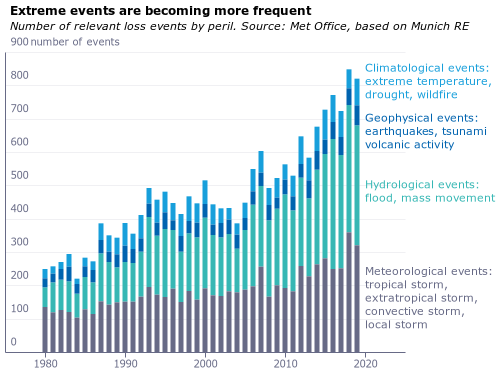 Extreme events are becoming more frequent
Number of relevant loss events by peril. Source: Met Office, based on Munich RE
900 number of events
800
700
600
500
400
300
200
100
0
1980
1990
2000
2010
2020
Climatological events:
extreme temperature,
drought, wildfire
Geophysical events:
earthquakes, tsunami
volcanic activity
Hydrological events:
flood, mass movement
Meteorological events:
tropical storm,
extratropical storm,
convective storm,
local storm